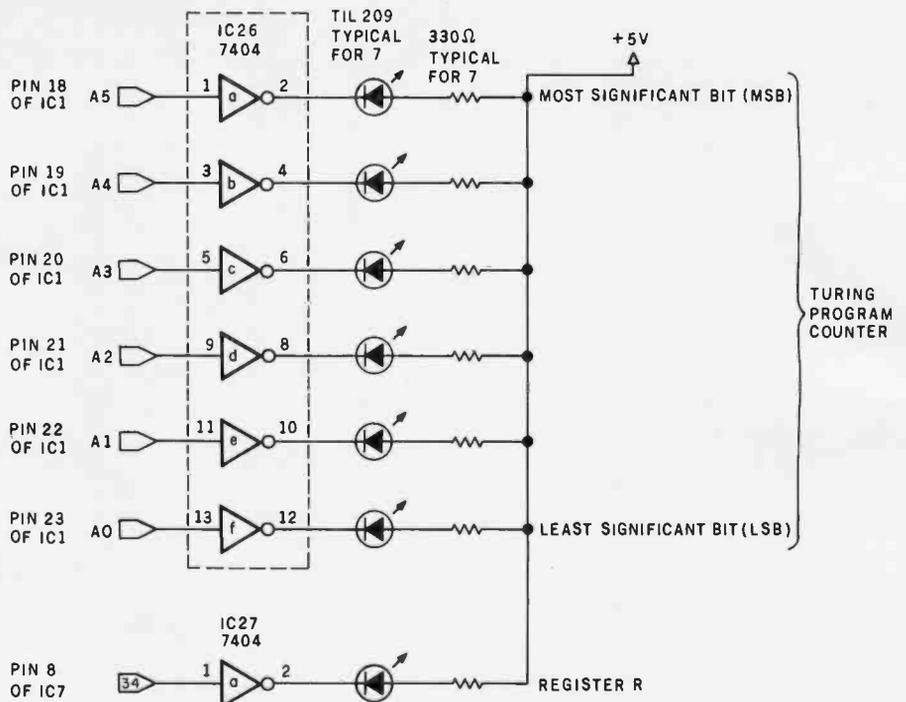 IC26
7404
TIL 209
TYPICAL
FOR 7
330Ω
TYPICAL
FOR 7
+5V
PIN 18
OF IC1
A5
1
a
2
MOST SIGNIFICANT BIT (MSB)
PIN 19
OF IC1
A4
3
b
4
PIN 20
OF IC1
A3
5
c
6
TURING
PROGRAM
COUNTER
PIN 21
OF IC1
A2
9
d
8
PIN 22
OF IC1
A1
11
e
10
PIN 23
OF IC1
A0
13
f
12
LEAST SIGNIFICANT BIT (LSB)
IC27
7404
PIN 8
OF IC7
34
1
a
2
REGISTER R